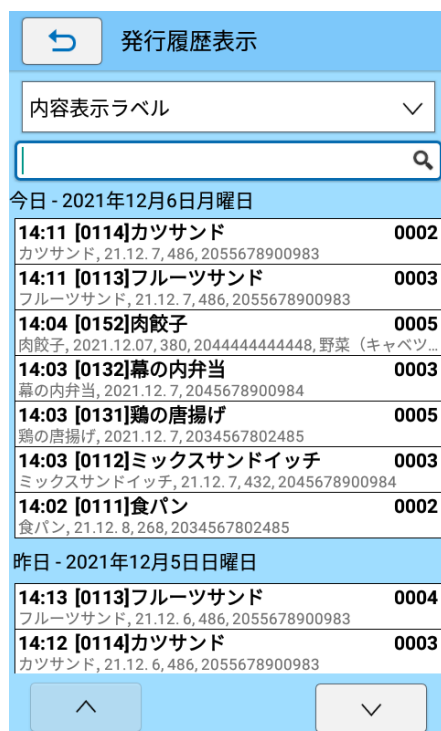 発行履歴表示
内容表示ラベル
今日 - 2021年12月6日月曜日
14:11 [0114]カツサンド 0002
カツサンド, 21.12. 7, 486, 2055678900983
14:11 [0113]フルーツサンド 0003
フルーツサンド, 21.12. 7, 486, 2055678900983
14:04 [0152]肉餃子 0005
肉餃子, 2021.12.07, 380, 2044444444448, 野菜（キャベツ...
14:03 [0132]幕の内弁当 0003
幕の内弁当, 2021.12. 7, 2045678900984
14:03 [0131]鶏の唐揚げ 0005
鶏の唐揚げ, 2021.12. 7, 2034567802485
14:03 [0112]ミックスサンドイッチ 0003
ミックスサンドイッチ, 21.12. 7, 432, 2045678900984
14:02 [0111]食パン 0002
食パン, 21.12. 8, 268, 2034567802485
昨日 - 2021年12月5日日曜日
14:13 [0113]フルーツサンド 0004
フルーツサンド, 21.12. 6, 486, 2055678900983
14:12 [0114]カツサンド 0003
カツサンド, 21.12. 6, 486, 2055678900983